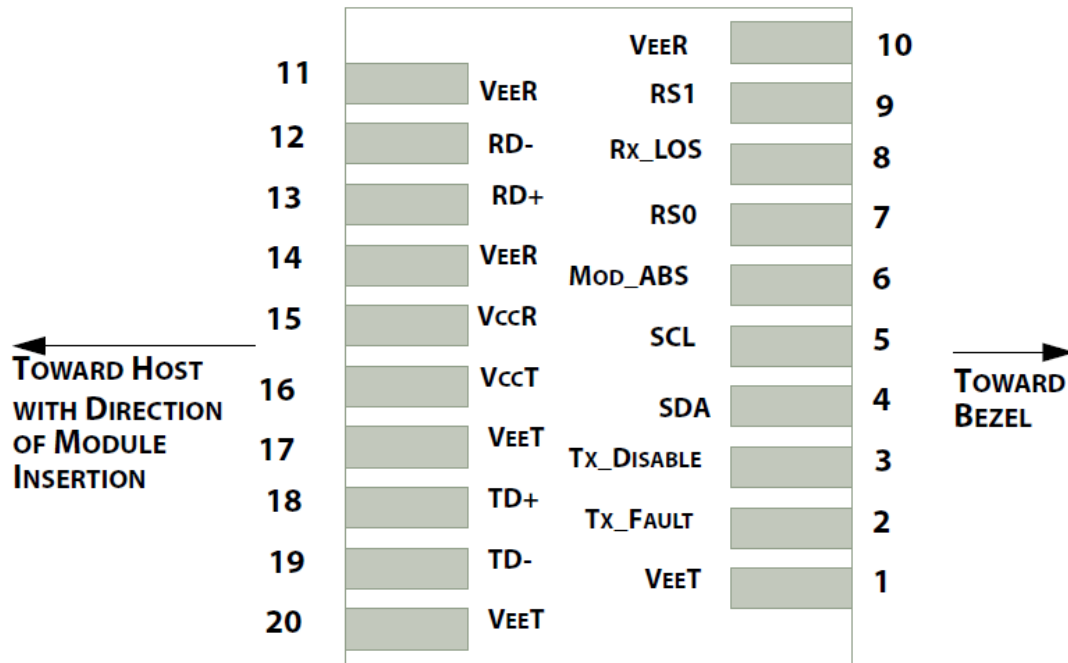 VEER 10
11 VEER
RS1 9
12 RD-
RX_LOS 8
13 RD+
RS0 7
14 VEER
MOD_ABS 6
15 VCCR
SCL 5
TOWARD HOST
WITH DIRECTION
OF MODULE
INSERTION
TOWARD
BEZEL
16 VCCT
SDA 4
17 VEET
TX_DISABLE 3
18 TD+
TX_FAULT 2
19 TD-
VEET 1
20 VEET